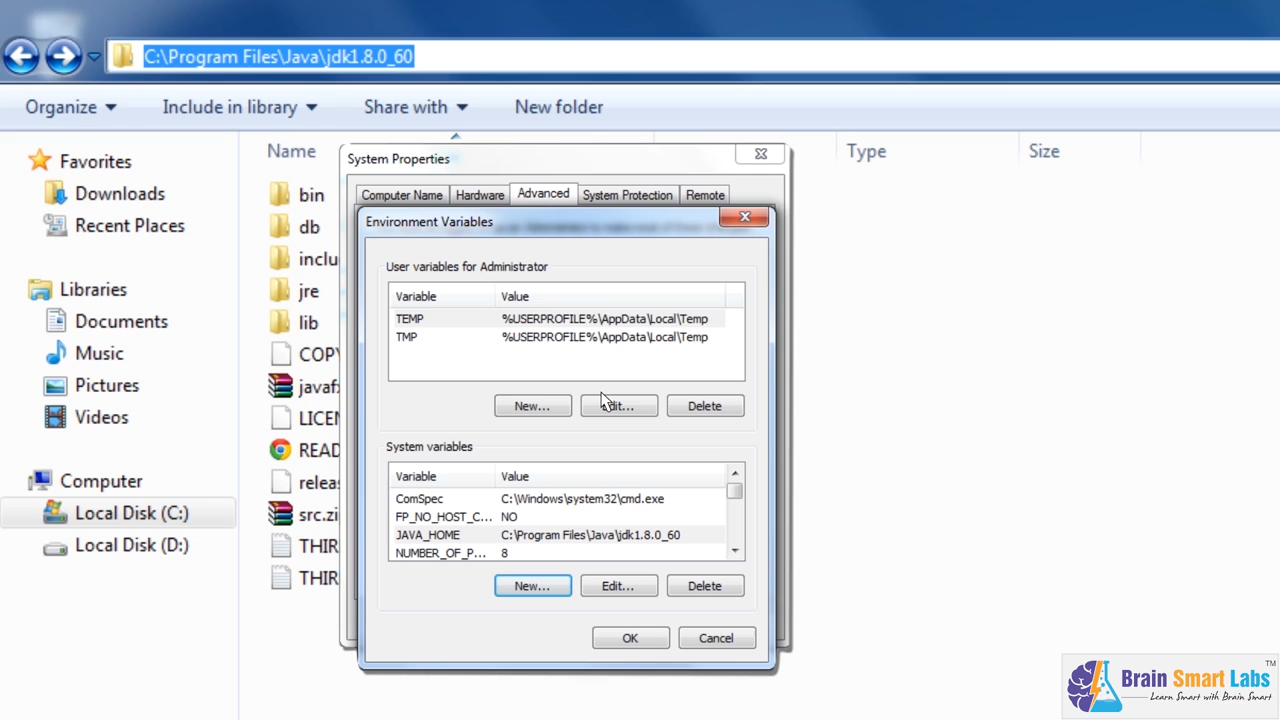 C:\Program Files\Java\jdk1.8.0_60
Organize Include in library Share with New folder
Name Type Size
Favorites
Downloads
Recent Places
Libraries
Documents
Music
Pictures
Videos
Computer
Local Disk (C:)
Local Disk (D:)
bin
db
inclu
jre
lib
COPY
javafx
LICEN
READ
releas
src.zi
THIR
THIR
System Properties
Computer Name Hardware Advanced System Protection Remote
Environment Variables
User variables for Administrator
Variable Value
TEMP %USERPROFILE%\AppData\Local\Temp
TMP %USERPROFILE%\AppData\Local\Temp
New... Edit... Delete
System variables
Variable Value
ComSpec C:\Windows\system32\cmd.exe
FP_NO_HOST_C... NO
JAVA_HOME C:\Program Files\Java\jdk1.8.0_60
NUMBER_OF_P... 8
New... Edit... Delete
OK Cancel
Brain Smart Labs TM
Learn Smart with Brain Smart